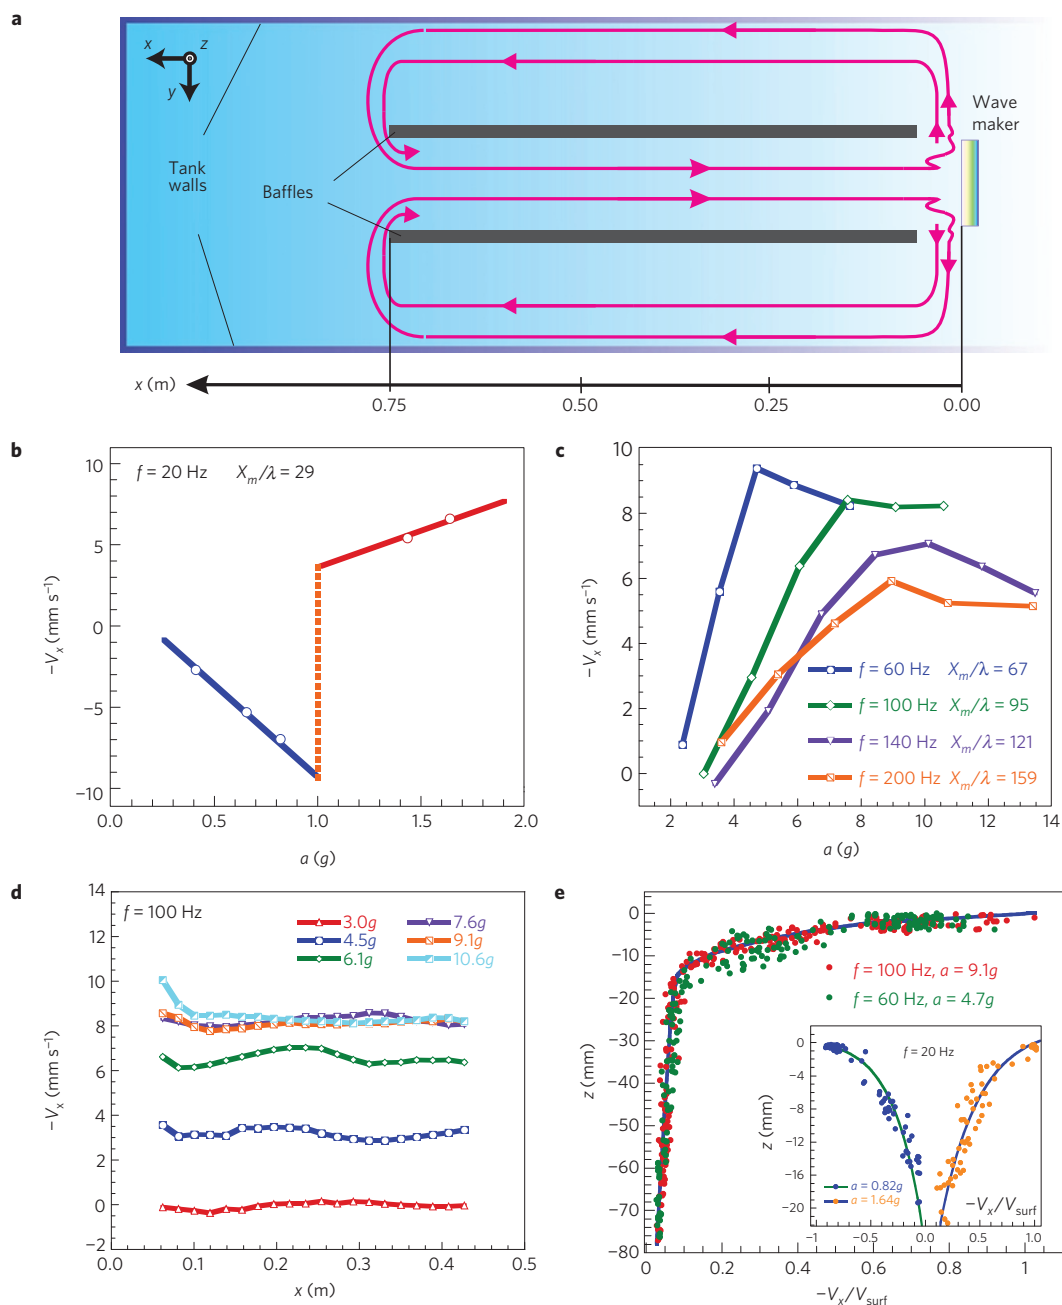 a
x
z
y
Tank
walls
Baffles
Wave
maker
x (m)
0.75
0.50
0.25
0.00
b
f = 20 Hz X_m/λ = 29
10
5
0
−5
−10
−V_x (mm s⁻¹)
0.0
0.5
1.0
1.5
2.0
a (g)
c
10
8
6
4
2
0
−V_x (mm s⁻¹)
f = 60 Hz X_m/λ = 67
f = 100 Hz X_m/λ = 95
f = 140 Hz X_m/λ = 121
f = 200 Hz X_m/λ = 159
2
4
6
8
10
12
14
a (g)
d
f = 100 Hz
3.0g
4.5g
6.1g
7.6g
9.1g
10.6g
14
12
10
8
6
4
2
0
−2
−V_x (mm s⁻¹)
0.0
0.1
0.2
0.3
0.4
0.5
x (m)
e
0
−10
−20
−30
−40
−50
−60
−70
−80
z (mm)
f = 100 Hz, a = 9.1g
f = 60 Hz, a = 4.7g
f = 20 Hz
0
−4
−8
−12
−16
−20
z (mm)
a = 0.82g
a = 1.64g
−V_x/V_surf
−1
−0.5
0.0
0.5
1.0
0
0.2
0.4
0.6
0.8
1
−V_x/V_surf